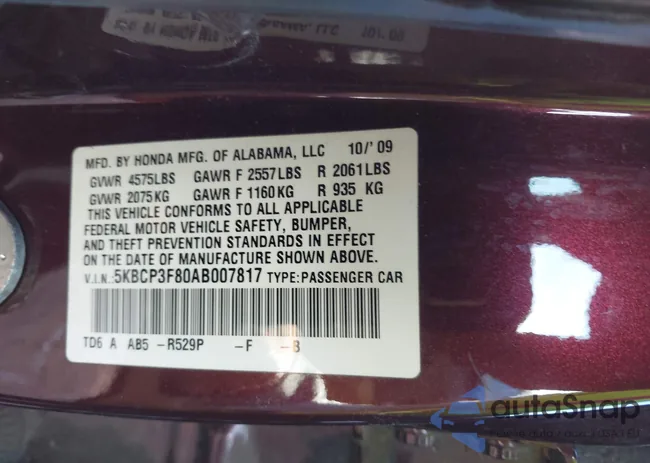 MFD. BY HONDA MFG. OF ALABAMA, LLC 10/'09
GVWR 4575LBS GAWR F 2557LBS R 2061LBS
GVWR 2075KG GAWR F 1160KG R 935 KG
THIS VEHICLE CONFORMS TO ALL APPLICABLE
FEDERAL MOTOR VEHICLE SAFETY, BUMPER,
AND THEFT PREVENTION STANDARDS IN EFFECT
ON THE DATE OF MANUFACTURE SHOWN ABOVE.
V.I.N.:5KBCP3F80AB007817 TYPE:PASSENGER CAR
TD6 A AB5 -R529P -F -B
autoSnap